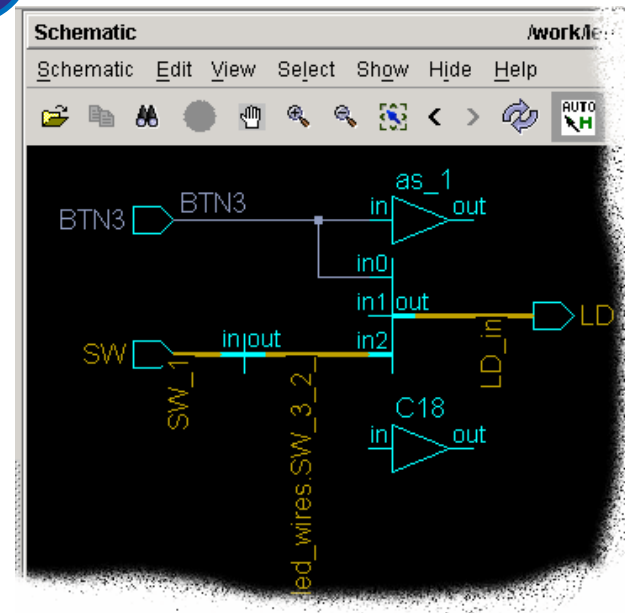 Schematic /work/le
Schematic Edit View Select Show Hide Help
AUTO
H
as_1
BTN3 BTN3 in out
in0
in1 out
SW in out in2 LD
SW_1
led_wires.SW_3_2_
LD_in
C18
in out